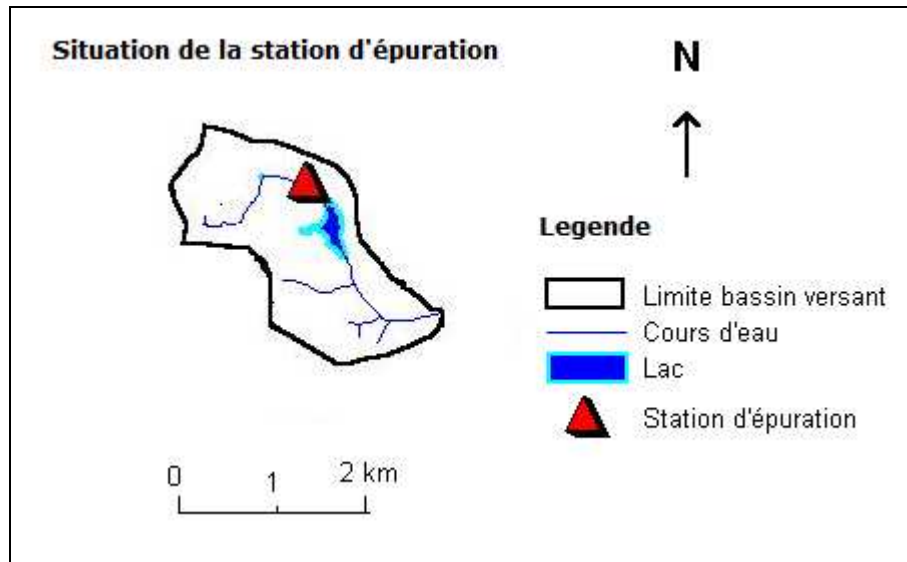 Situation de la station d'épuration
N
Legende
Limite bassin versant
Cours d'eau
Lac
Station d'épuration
0 1 2 km